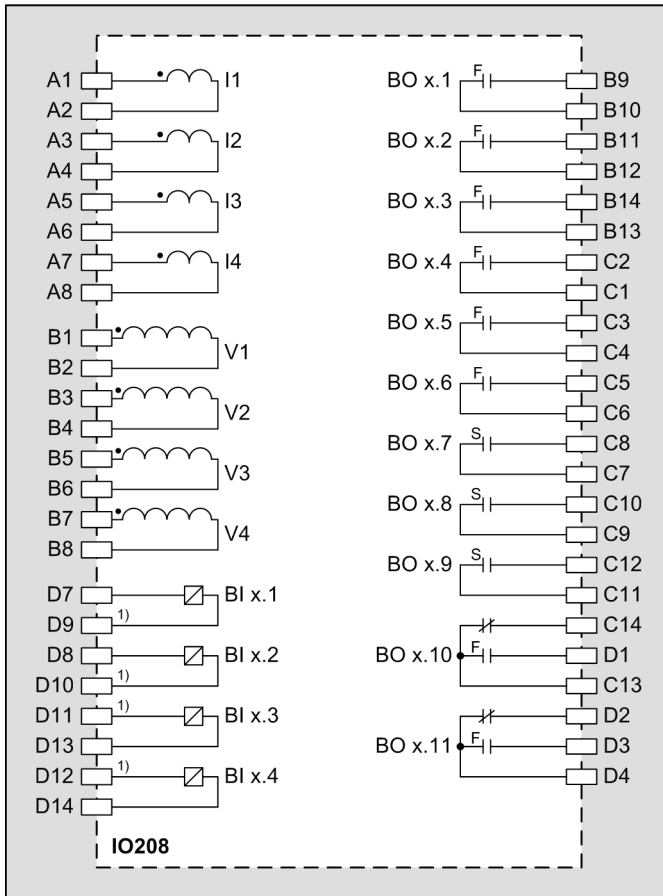 A1 I1
A2
A3 I2
A4
A5 I3
A6
A7 I4
A8
B1 V1
B2
B3 V2
B4
B5 V3
B6
B7 V4
B8
D7 BI x.1
D9 1)
D8 BI x.2
D10 1)
D11 1) BI x.3
D13
D12 1) BI x.4
D14
BO x.1 F B9
B10
BO x.2 F B11
B12
BO x.3 F B14
B13
BO x.4 F C2
C1
BO x.5 F C3
C4
BO x.6 F C5
C6
BO x.7 S C8
C7
BO x.8 S C10
C9
BO x.9 S C12
C11
C14
BO x.10 F D1
C13
D2
BO x.11 F D3
D4
IO208